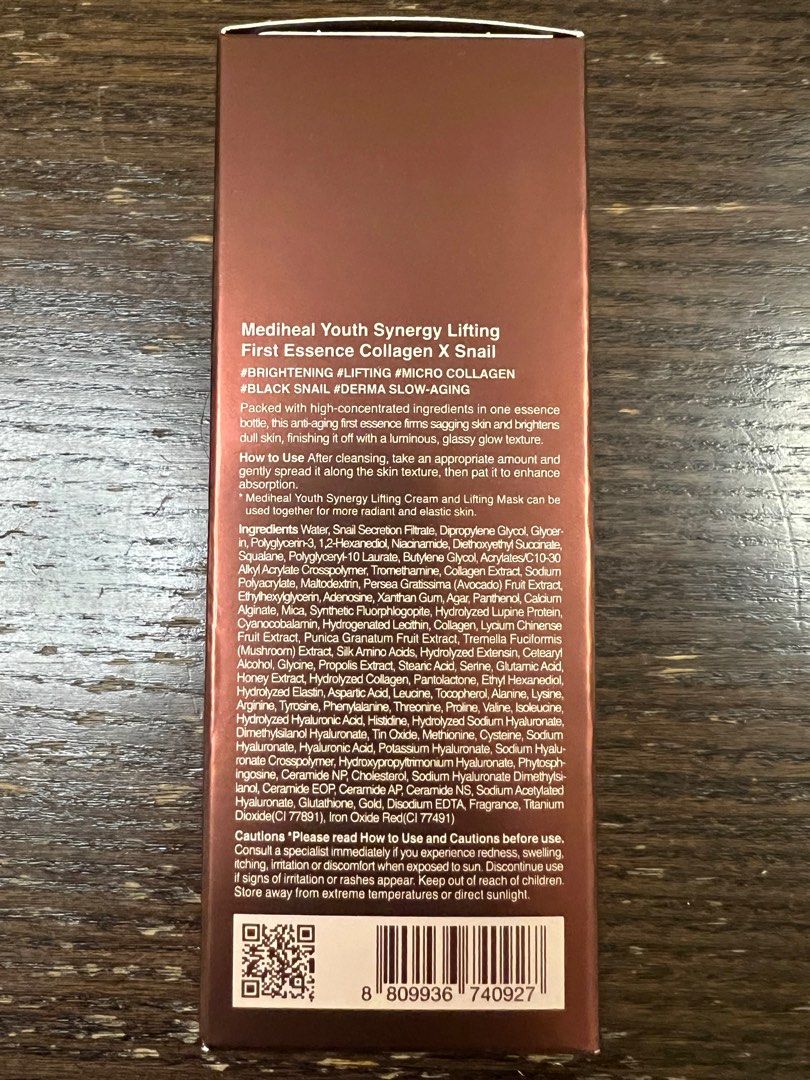 Mediheal Youth Synergy Lifting
First Essence Collagen X Snail
#BRIGHTENING #LIFTING #MICRO COLLAGEN
#BLACK SNAIL #DERMA SLOW-AGING
Packed with high-concentrated ingredients in one essence
bottle, this anti-aging first essence firms sagging skin and brightens
dull skin, finishing it off with a luminous, glassy glow texture.
How to Use After cleansing, take an appropriate amount and
gently spread it along the skin texture, then pat it to enhance
absorption.
* Mediheal Youth Synergy Lifting Cream and Lifting Mask can be
used together for more radiant and elastic skin.
Ingredients Water, Snail Secretion Filtrate, Dipropylene Glycol, Glycer-
in, Polyglycerin-3, 1,2-Hexanediol, Niacinamide, Diethoxyethyl Succinate,
Squalane, Polyglyceryl-10 Laurate, Butylene Glycol, Acrylates/C10-30
Alkyl Acrylate Crosspolymer, Tromethamine, Collagen Extract, Sodium
Polyacrylate, Maltodextrin, Persea Gratissima (Avocado) Fruit Extract,
Ethylhexylglycerin, Adenosine, Xanthan Gum, Agar, Panthenol, Calcium
Alginate, Mica, Synthetic Fluorphlogopite, Hydrolyzed Lupine Protein,
Cyanocobalamin, Hydrogenated Lecithin, Collagen, Lycium Chinense
Fruit Extract, Punica Granatum Fruit Extract, Tremella Fuciformis
(Mushroom) Extract, Silk Amino Acids, Hydrolyzed Extensin, Cetearyl
Alcohol, Glycine, Propolis Extract, Stearic Acid, Serine, Glutamic Acid,
Honey Extract, Hydrolyzed Collagen, Pantolactone, Ethyl Hexanediol,
Hydrolyzed Elastin, Aspartic Acid, Leucine, Tocopherol, Alanine, Lysine,
Arginine, Tyrosine, Phenylalanine, Threonine, Proline, Valine, Isoleucine,
Hydrolyzed Hyaluronic Acid, Histidine, Hydrolyzed Sodium Hyaluronate,
Dimethylsilanol Hyaluronate, Tin Oxide, Methionine, Cysteine, Sodium
Hyaluronate, Hyaluronic Acid, Potassium Hyaluronate, Sodium Hyalu-
ronate Crosspolymer, Hydroxypropyltrimonium Hyaluronate, Phytosph-
ingosine, Ceramide NP, Cholesterol, Sodium Hyaluronate Dimethylsi-
lanol, Ceramide EOP, Ceramide AP, Ceramide NS, Sodium Acetylated
Hyaluronate, Glutathione, Gold, Disodium EDTA, Fragrance, Titanium
Dioxide(CI 77891), Iron Oxide Red(CI 77491)
Cautions *Please read How to Use and Cautions before use.
Consult a specialist immediately if you experience redness, swelling,
itching, irritation or discomfort when exposed to sun. Discontinue use
if signs of irritation or rashes appear. Keep out of reach of children.
Store away from extreme temperatures or direct sunlight.
8 809936 740927